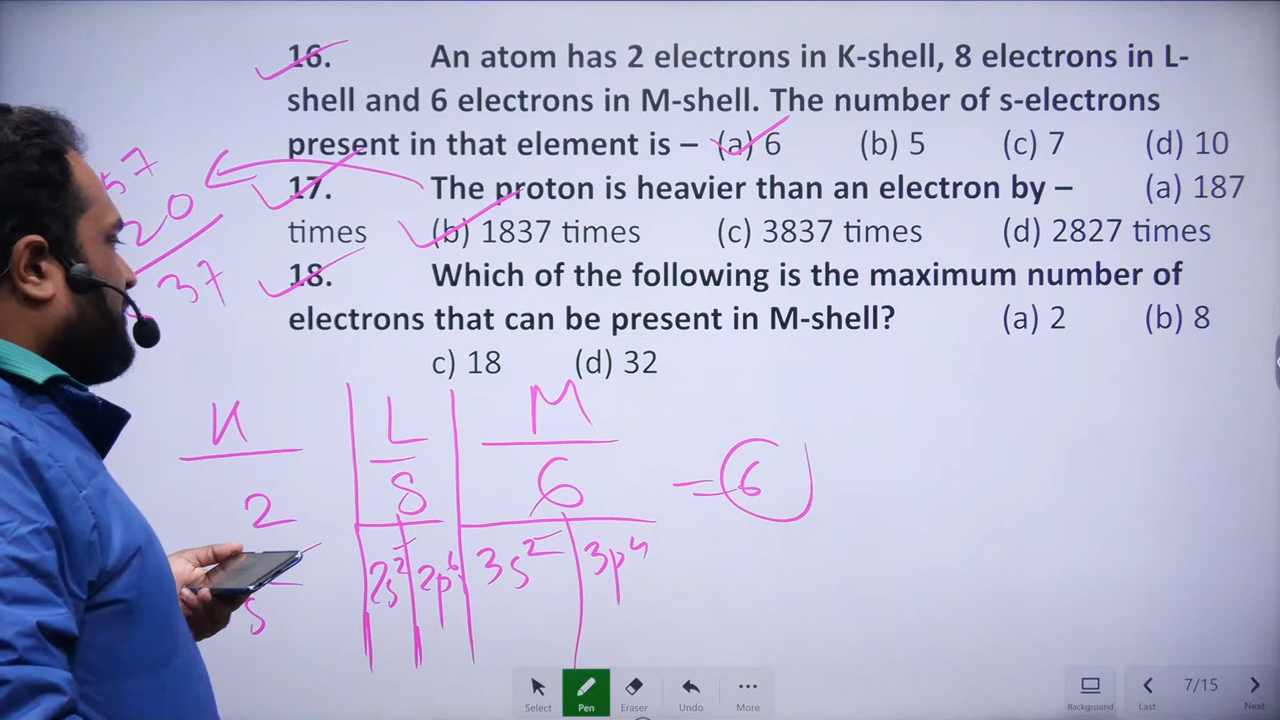 16. An atom has 2 electrons in K-shell, 8 electrons in L-
shell and 6 electrons in M-shell. The number of s-electrons
present in that element is – (a) 6 (b) 5 (c) 7 (d) 10
17. The proton is heavier than an electron by – (a) 187
times (b) 1837 times (c) 3837 times (d) 2827 times
18. Which of the following is the maximum number of
electrons that can be present in M-shell? (a) 2 (b) 8
c) 18 (d) 32
57
20
37
K L M
2 8 6 = 6
2s² 2p⁶ 3s² 3p⁴
s
Select Pen Eraser Undo More
Background Last 7/15 Next